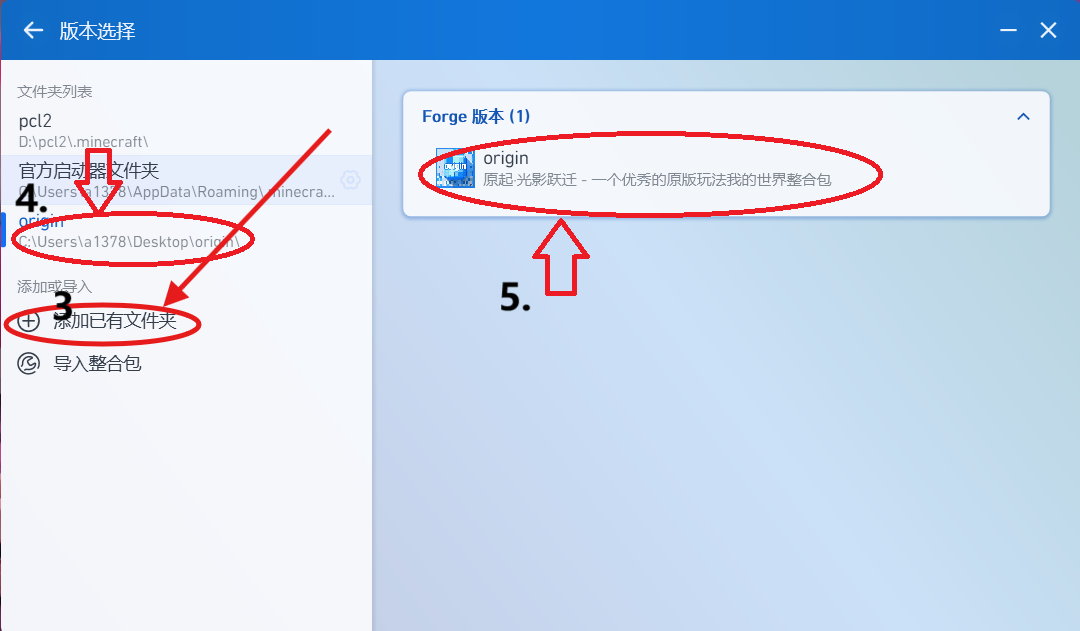 版本选择
文件夹列表
pcl2
D:\pcl2\.minecraft\
官方启动器文件夹
C:\Users\a1378\AppData\Roaming\.minecra...
4.
origin
C:\Users\a1378\Desktop\origin\
添加或导入
3
添加已有文件夹
导入整合包
Forge 版本 (1)
origin
原起·光影跃迁 - 一个优秀的原版玩法我的世界整合包
5.